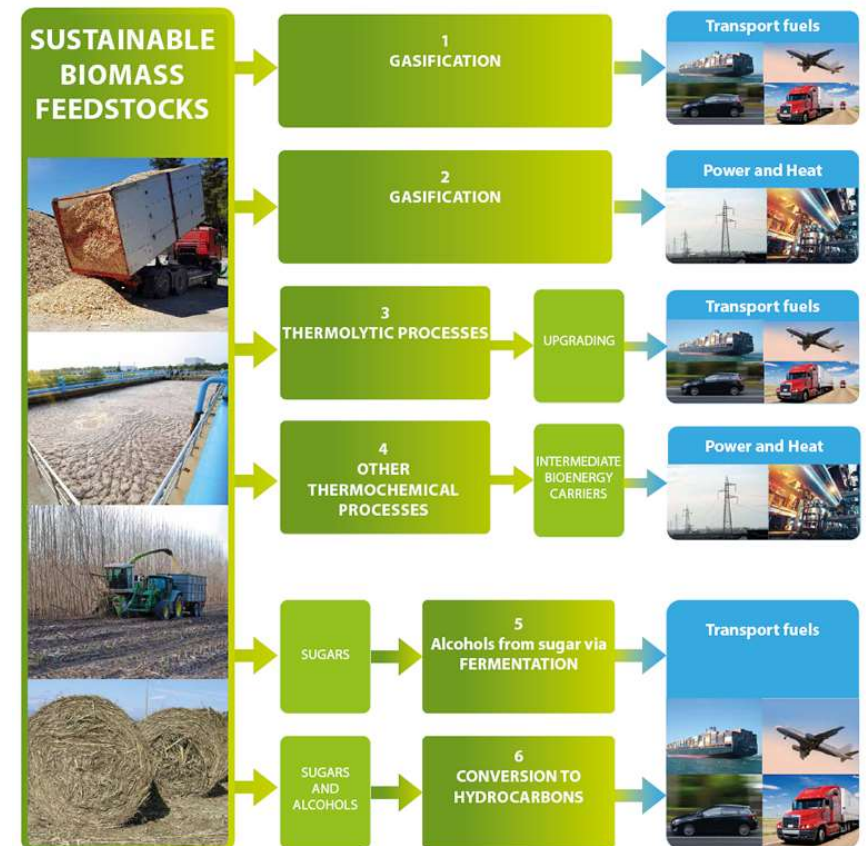 SUSTAINABLE
BIOMASS
FEEDSTOCKS
1
GASIFICATION
Transport fuels
2
GASIFICATION
Power and Heat
3
THERMOLYTIC PROCESSES
UPGRADING
Transport fuels
4
OTHER
THERMOCHEMICAL
PROCESSES
INTERMEDIATE
BIOENERGY
CARRIERS
Power and Heat
SUGARS
5
Alcohols from sugar via
FERMENTATION
Transport fuels
SUGARS
AND
ALCOHOLS
6
CONVERSION TO
HYDROCARBONS